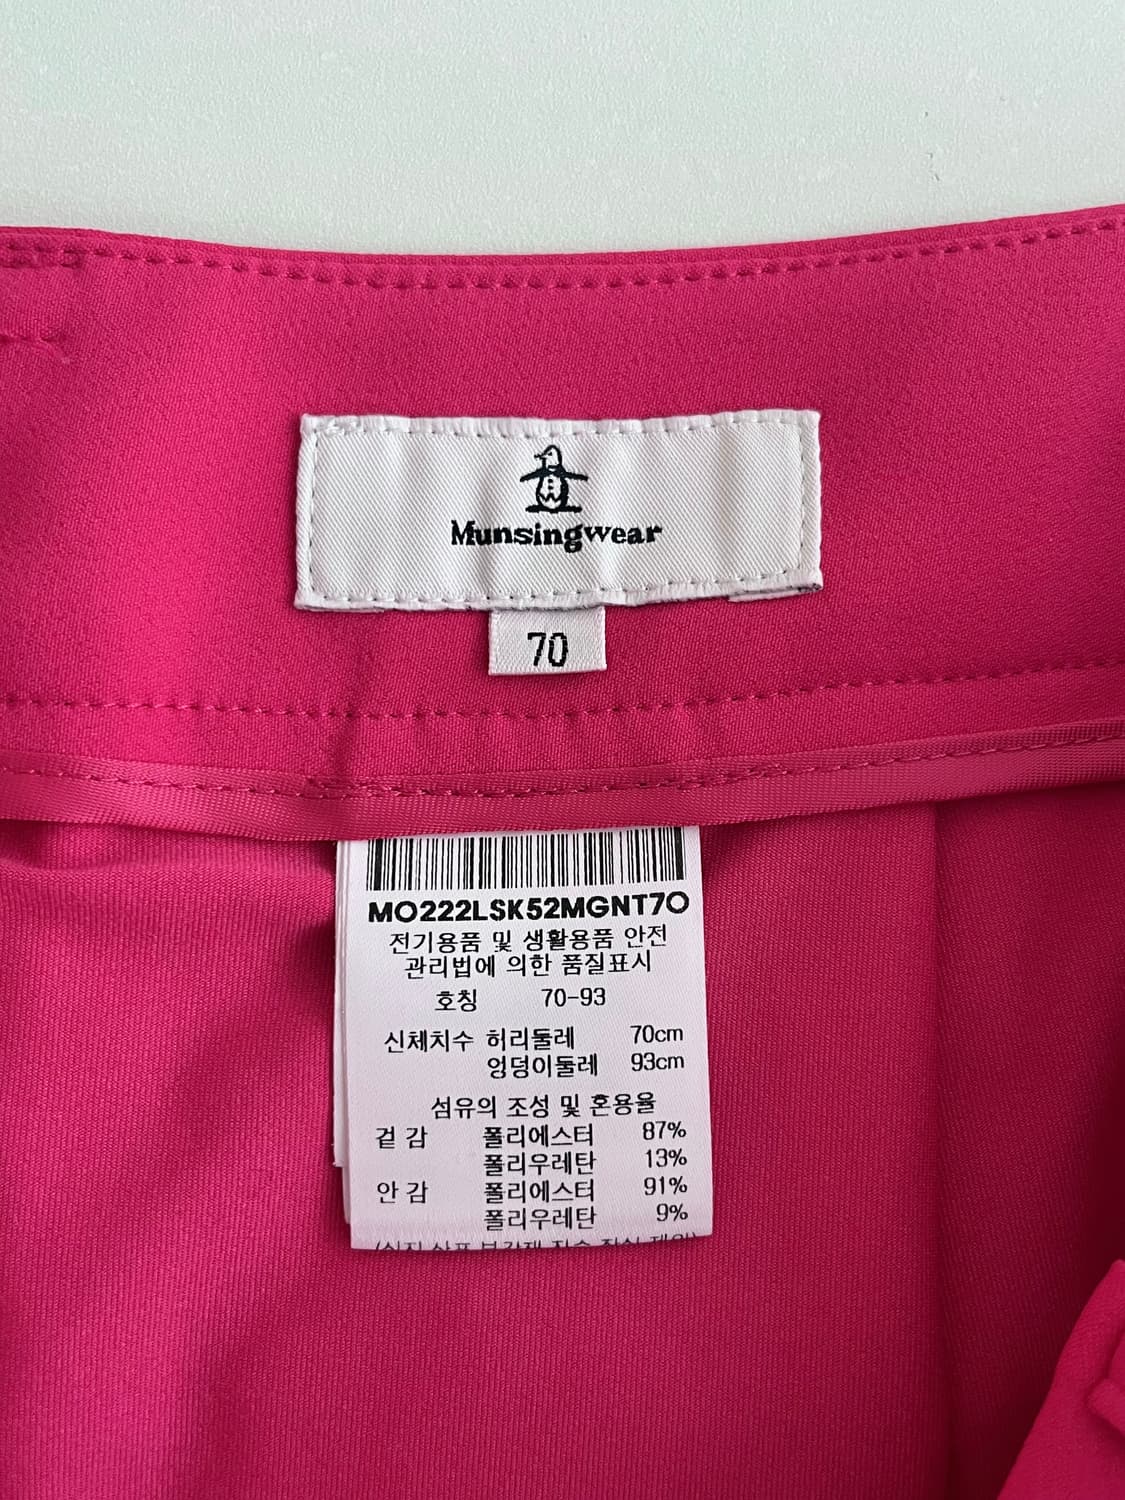 Munsingwear
70
MO222LSK52MGNT70
전기용품 및 생활용품 안전
관리법에 의한 품질표시
호칭 70-93
신체치수 허리둘레 70cm
엉덩이둘레 93cm
섬유의 조성 및 혼용율
겉감 폴리에스터 87%
폴리우레탄 13%
안감 폴리에스터 91%
폴리우레탄 9%